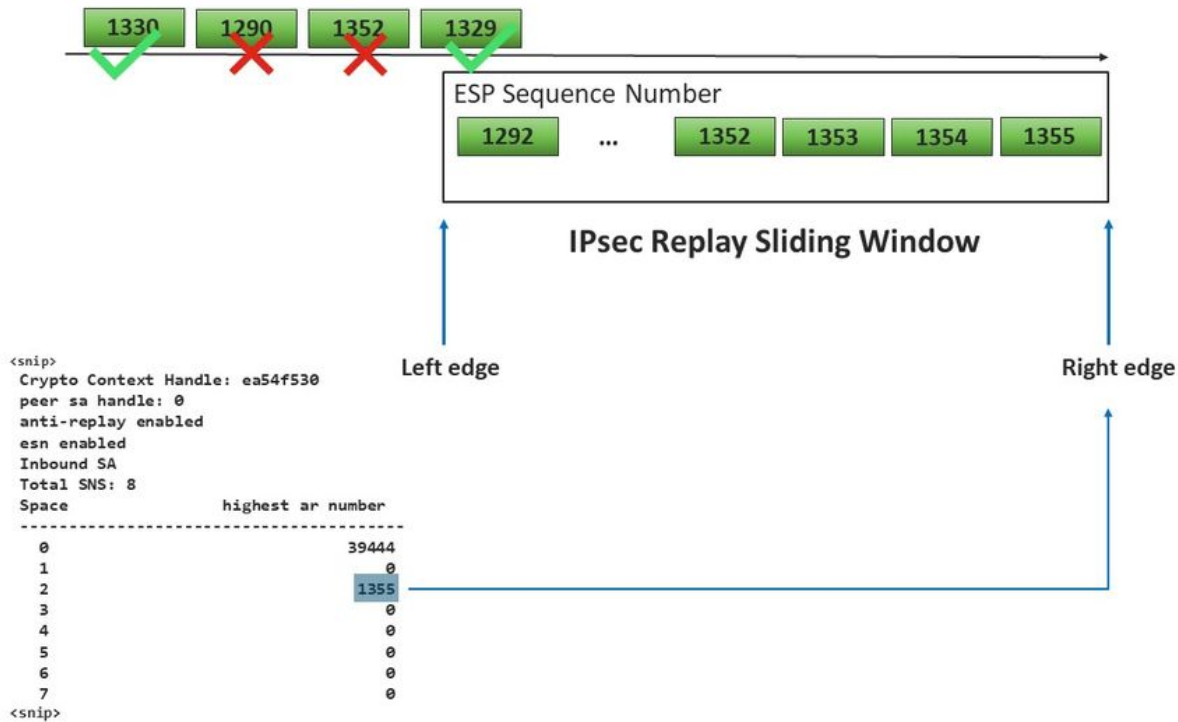 1330 1290 1352 1329
ESP Sequence Number
1292 ... 1352 1353 1354 1355
IPsec Replay Sliding Window
Left edge
Right edge
<snip>
Crypto Context Handle: ea54f530
peer sa handle: 0
anti-replay enabled
esn enabled
Inbound SA
Total SNS: 8
Space highest ar number
----------------------------------------
0 39444
1 0
2 1355
3 0
4 0
5 0
6 0
7 0
<snip>